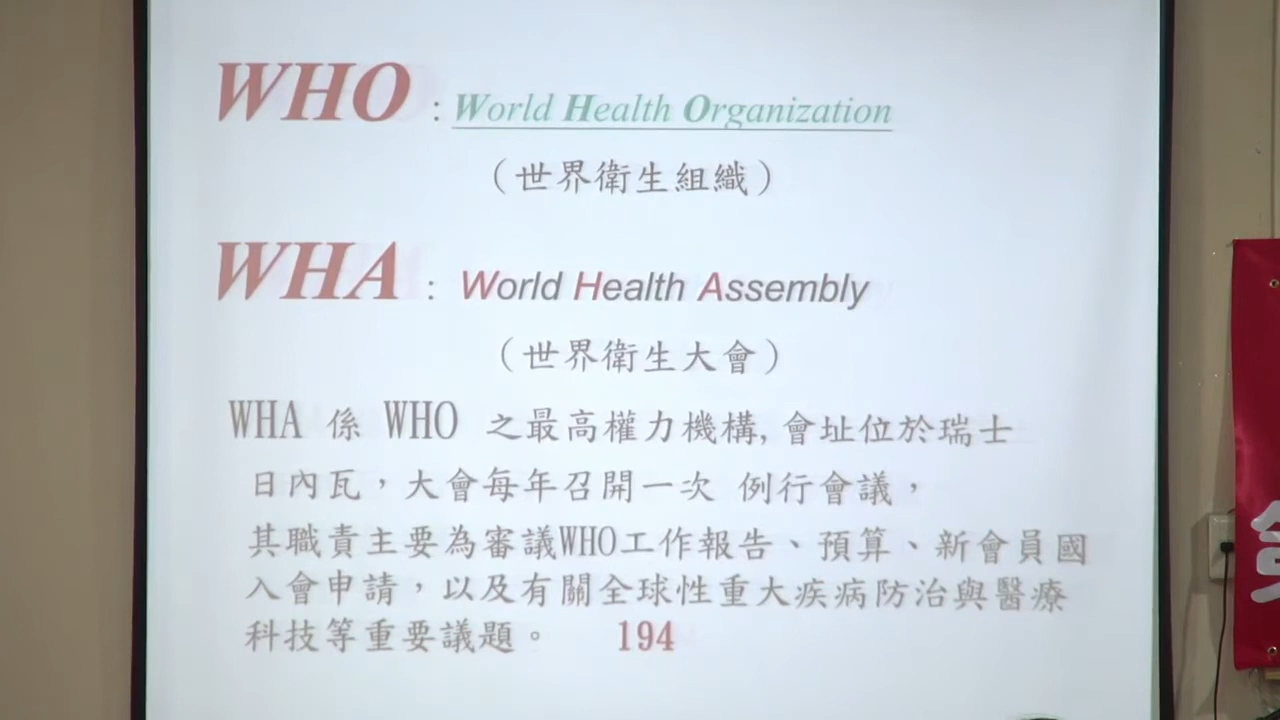 WHO : World Health Organization
（世界衛生組織）
WHA : World Health Assembly
（世界衛生大會）
WHA 係 WHO 之最高權力機構, 會址位於瑞士
日內瓦，大會每年召開一次 例行會議，
其職責主要為審議WHO工作報告、預算、新會員國
入會申請，以及有關全球性重大疾病防治與醫療
科技等重要議題。 194